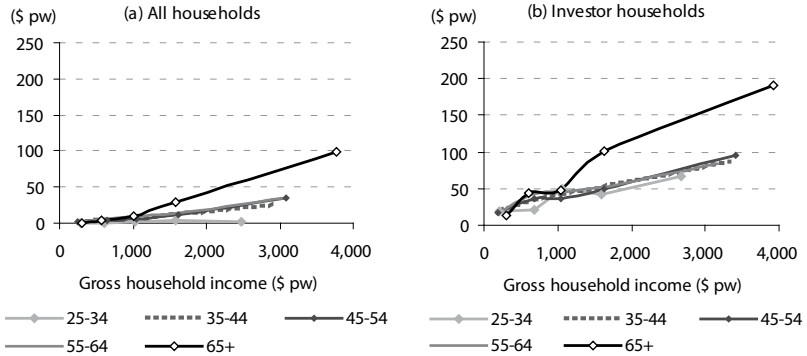 ($ pw) (a) All households
250
200
150
100
50
0
0 1,000 2,000 3,000 4,000
Gross household income ($ pw)
25-34 35-44 45-54
55-64 65+
($ pw) (b) Investor households
250
200
150
100
50
0
0 1,000 2,000 3,000 4,000
Gross household income ($ pw)
25-34 35-44 45-54
55-64 65+